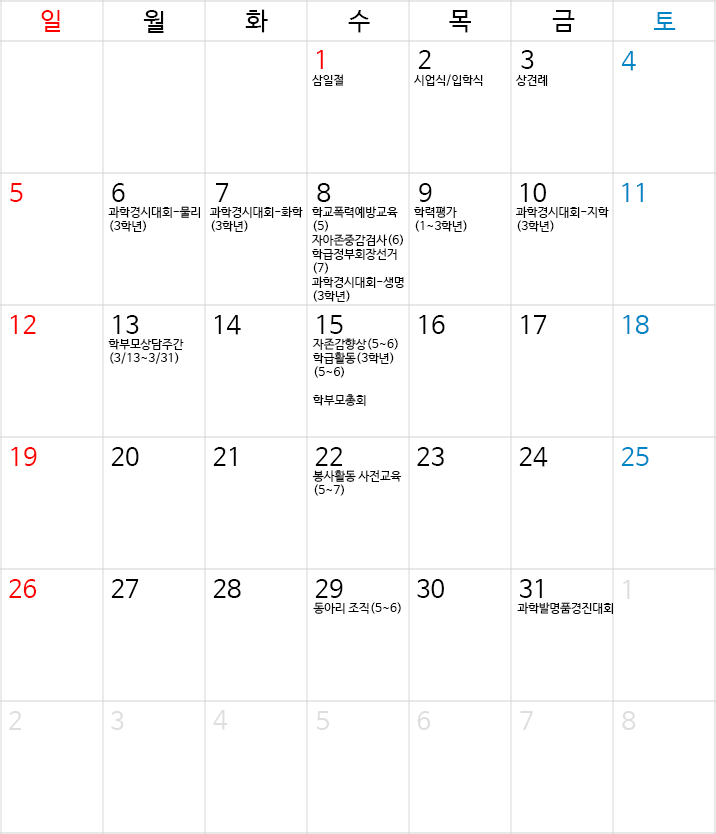 일 월 화 수 목 금 토
1 2 3 4
삼일절 시업식/입학식 상견례
5 6 7 8 9 10 11
과학경시대회-물리 과학경시대회-화학 학교폭력예방교육 학력평가 과학경시대회-지학
(3학년) (3학년) (5) (1~3학년) (3학년)
자아존중감검사(6)
학급정부회장선거
(7)
과학경시대회-생명
(3학년)
12 13 14 15 16 17 18
학부모상담주간 자존감향상(5~6)
(3/13~3/31) 학급활동(3학년)
(5~6)
학부모총회
19 20 21 22 23 24 25
봉사활동 사전교육
(5~7)
26 27 28 29 30 31 1
동아리 조직(5~6) 과학발명품경진대회
2 3 4 5 6 7 8